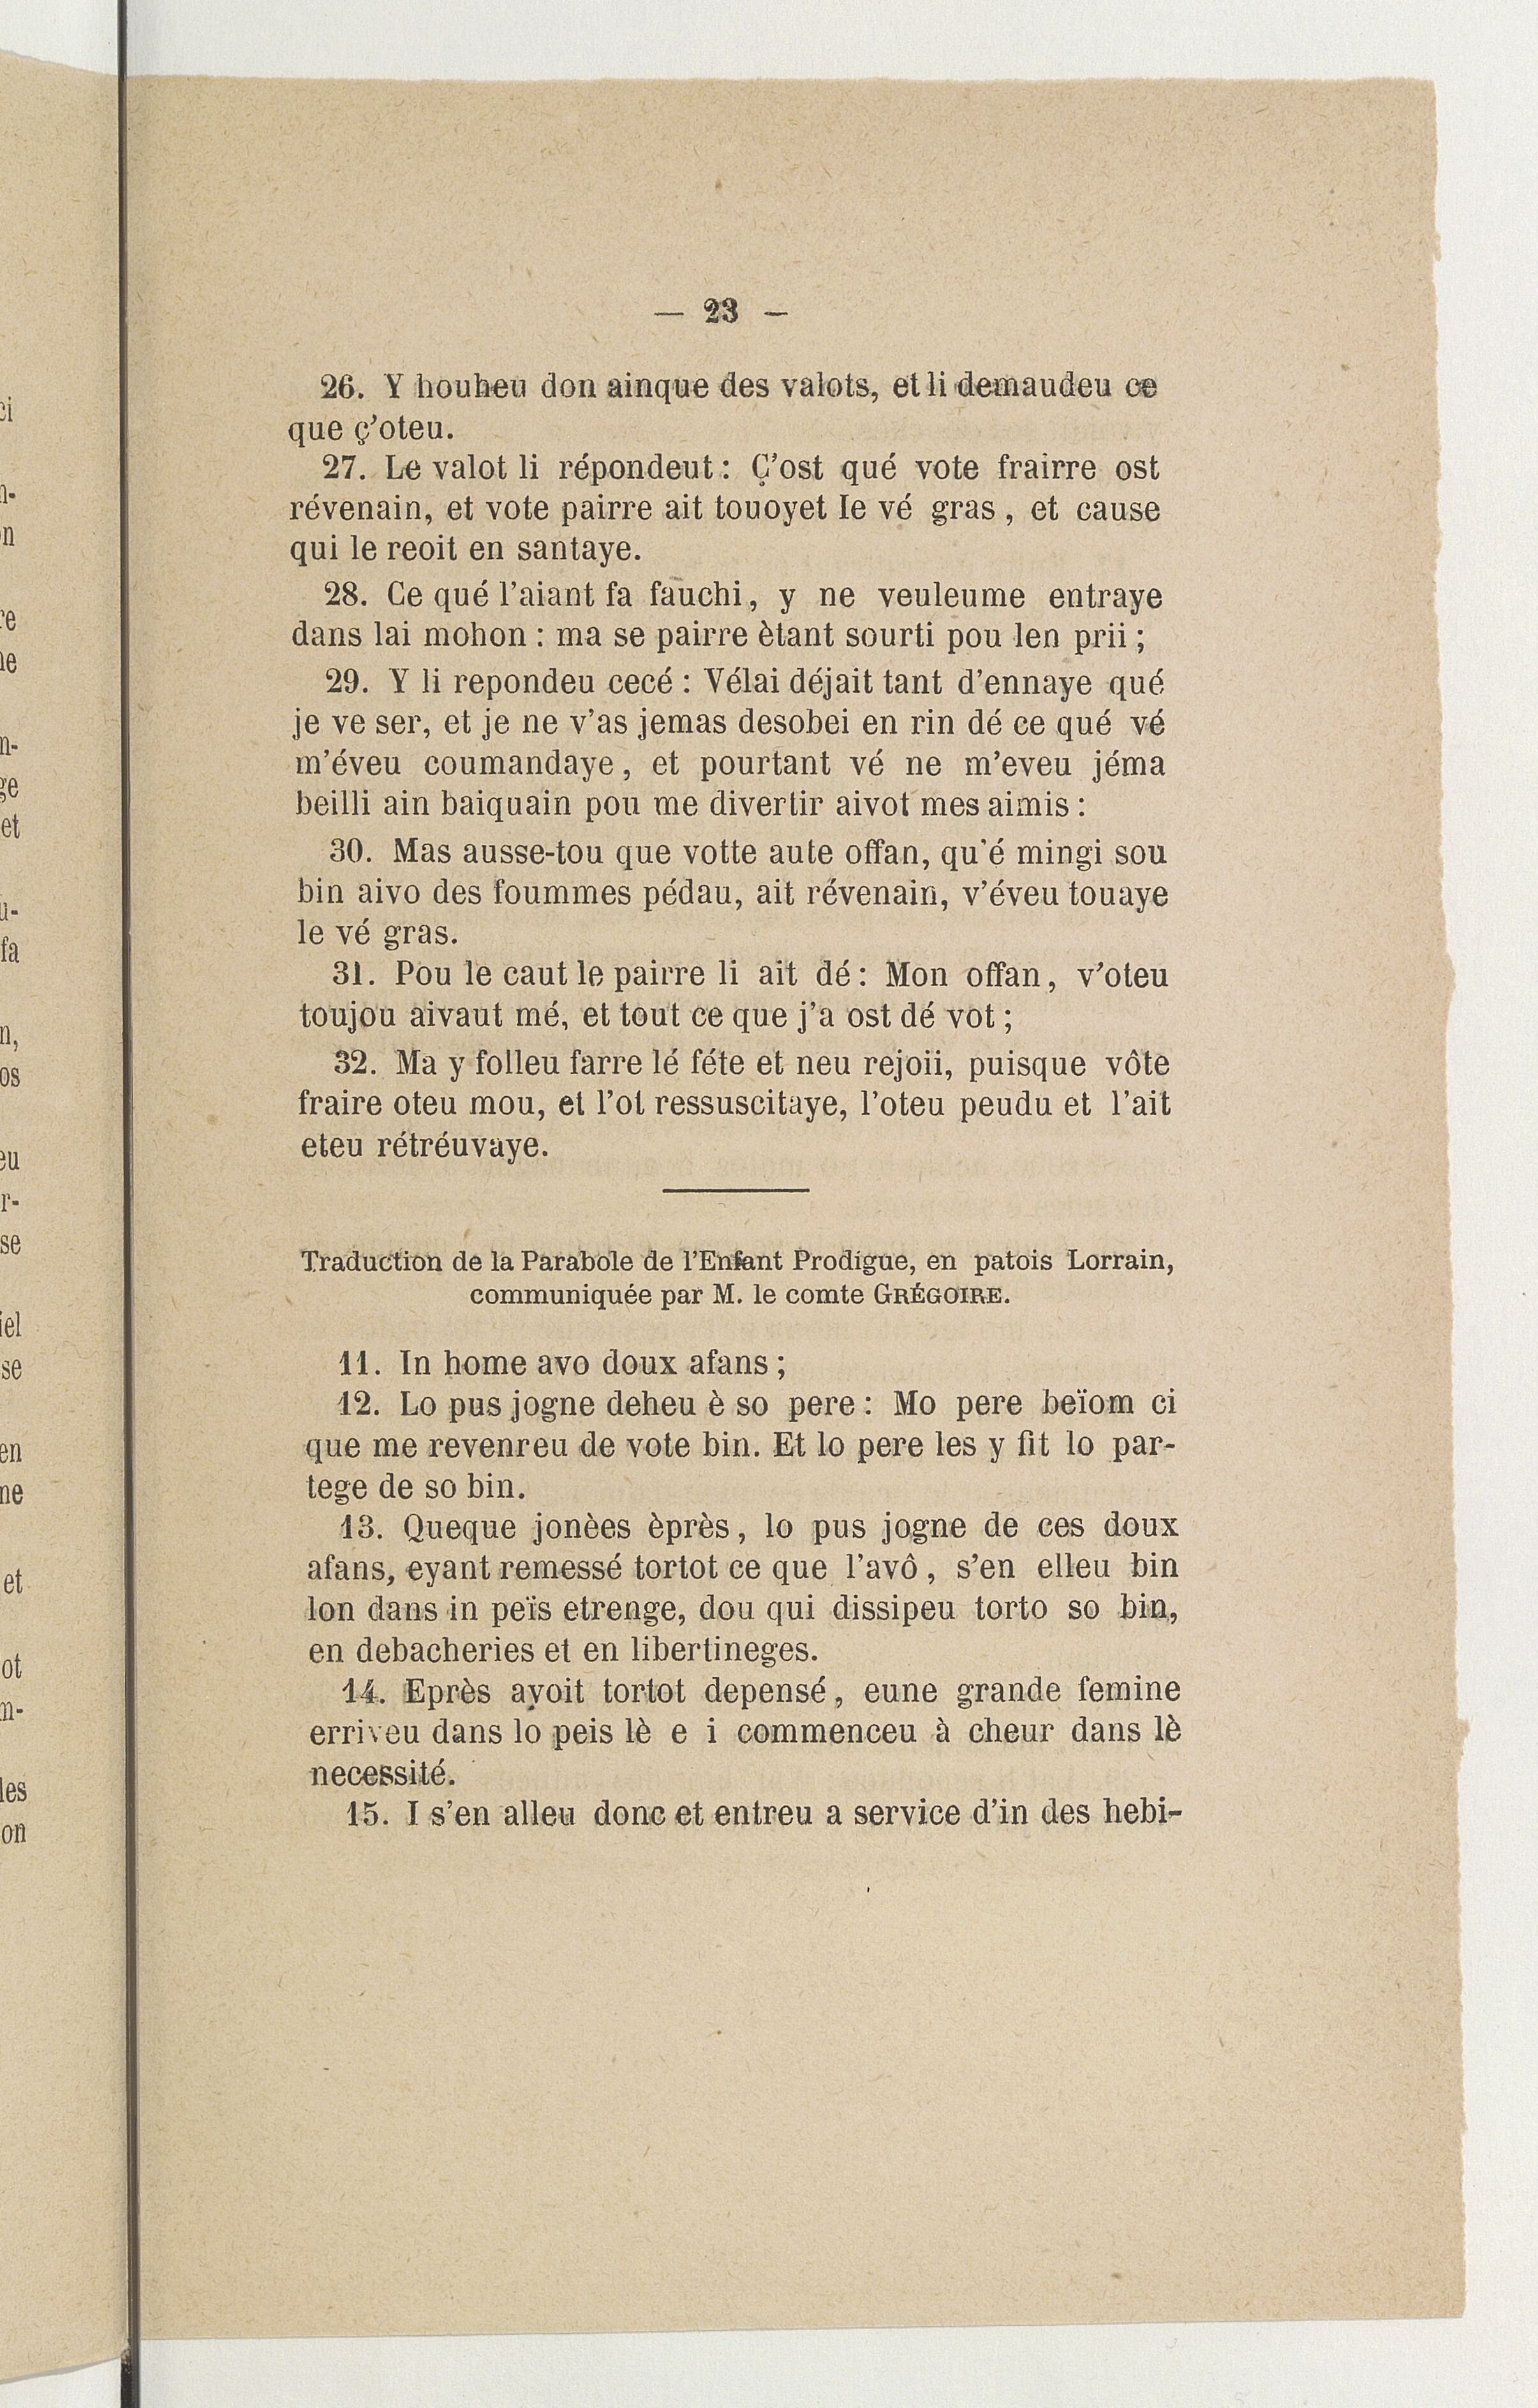 — 23 —
26. Y houheu don ainque des valots, et li demaudeu ce
que ç'oteu.
27. Le valot li répondeut : Ç'ost qué vote frairre ost
révenain, et vote pairre ait touoyet le vé gras, et cause
qui le reoit en santaye.
28. Ce qué l'aiant fa fauchi, y ne veuleume entraye
dans lai mohon : ma se pairre ètant sourti pou len prii ;
29. Y li repondeu cecé : Vélai déjait tant d'ennaye qué
je ve ser, et je ne v'as jemas desobei en rin dé ce qué vé
m'éveu coumandaye, et pourtant vé ne m'eveu jéma
beilli ain baiquain pou me divertir aivot mes aimis :
30. Mas ausse-tou que votte aute offan, qu'é mingi sou
bin aivo des foummes pédau, ait révenain, v'éveu touaye
le vé gras.
31. Pou le caut le pairre li ait dé : Mon offan, v'oteu
toujou aivaut mé, et tout ce que j'a ost dé vot ;
32. Ma y folleu farre lé féte et neu rejoii, puisque vôte
fraire oteu mou, et l'ot ressuscitaye, l'oteu peudu et l'ait
eteu rétréuvaye.
Traduction de la Parabole de l'Enfant Prodigue, en patois Lorrain,
communiquée par M. le comte GRÉGOIRE.
11. In home avo doux afans ;
12. Lo pus jogne deheu è so pere : Mo pere beïom ci
que me revenreu de vote bin. Et lo pere les y fit lo par-
tege de so bin.
13. Queque jonèes èprès, lo pus jogne de ces doux
afans, eyant remessé tortot ce que l'avô, s'en elleu bin
lon dans in peïs etrenge, dou qui dissipeu torto so bin,
en debacheries et en libertineges.
14. Eprès avoit tortot depensé, eune grande femine
erriveu dans lo peis lè e i commenceu à cheur dans lè
necessité.
15. I s'en alleu donc et entreu a service d'in des hebi-